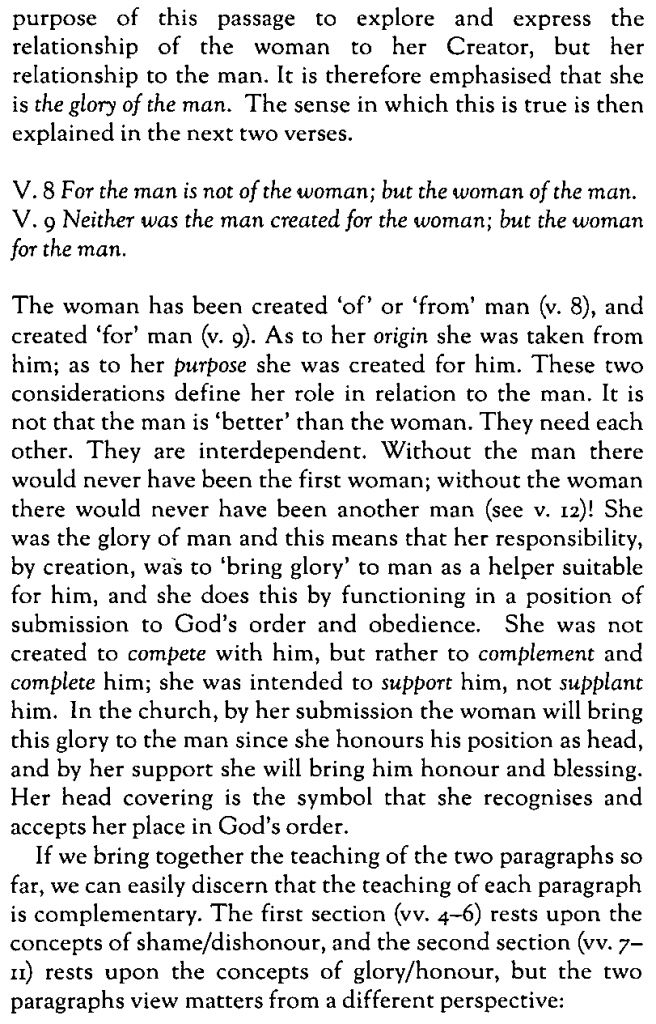 purpose of this passage to explore and express the
relationship of the woman to her Creator, but her
relationship to the man. It is therefore emphasised that she
is the glory of the man. The sense in which this is true is then
explained in the next two verses.
V. 8 For the man is not of the woman; but the woman of the man.
V. 9 Neither was the man created for the woman; but the woman
for the man.
The woman has been created ‘of’ or ‘from’ man (v. 8), and
created ‘for’ man (v. 9). As to her origin she was taken from
him; as to her purpose she was created for him. These two
considerations define her role in relation to the man. It is
not that the man is ‘better’ than the woman. They need each
other. They are interdependent. Without the man there
would never have been the first woman; without the woman
there would never have been another man (see v. 12)! She
was the glory of man and this means that her responsibility,
by creation, was to ‘bring glory’ to man as a helper suitable
for him, and she does this by functioning in a position of
submission to God’s order and obedience. She was not
created to compete with him, but rather to complement and
complete him; she was intended to support him, not supplant
him. In the church, by her submission the woman will bring
this glory to the man since she honours his position as head,
and by her support she will bring him honour and blessing.
Her head covering is the symbol that she recognises and
accepts her place in God’s order.
If we bring together the teaching of the two paragraphs so
far, we can easily discern that the teaching of each paragraph
is complementary. The first section (vv. 4–6) rests upon the
concepts of shame/dishonour, and the second section (vv. 7–
11) rests upon the concepts of glory/honour, but the two
paragraphs view matters from a different perspective: